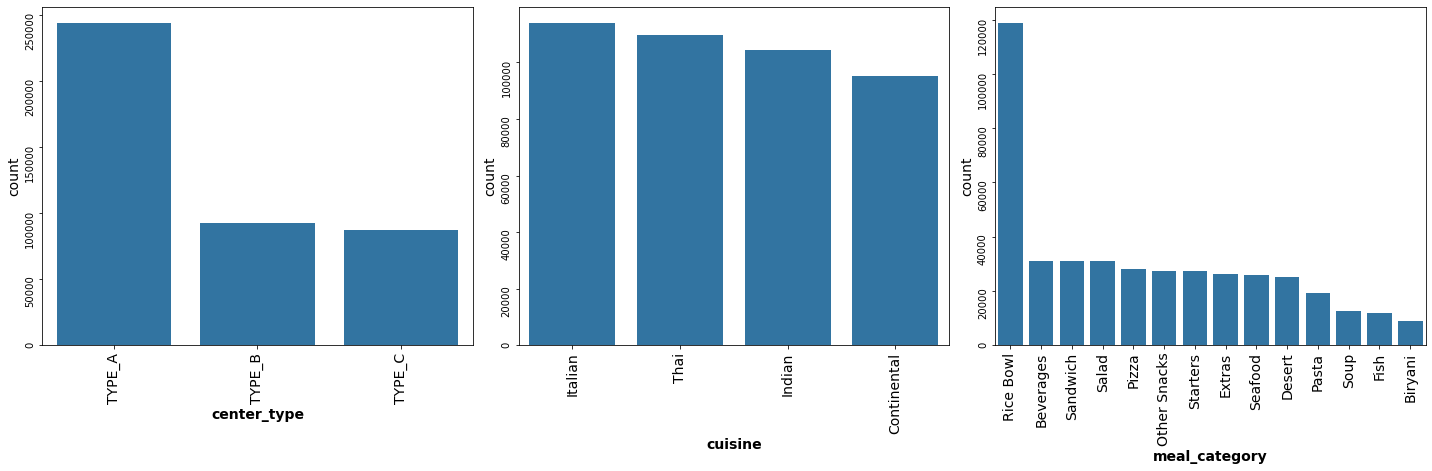 count
250000
200000
150000
100000
50000
0
TYPE_A
TYPE_B
TYPE_C
center_type
count
100000
80000
60000
40000
20000
0
Italian
Thai
Indian
Continental
cuisine
count
120000
100000
80000
60000
40000
20000
0
Rice Bowl
Beverages
Sandwich
Salad
Pizza
Other Snacks
Starters
Extras
Seafood
Desert
Pasta
Soup
Fish
Biryani
meal_category